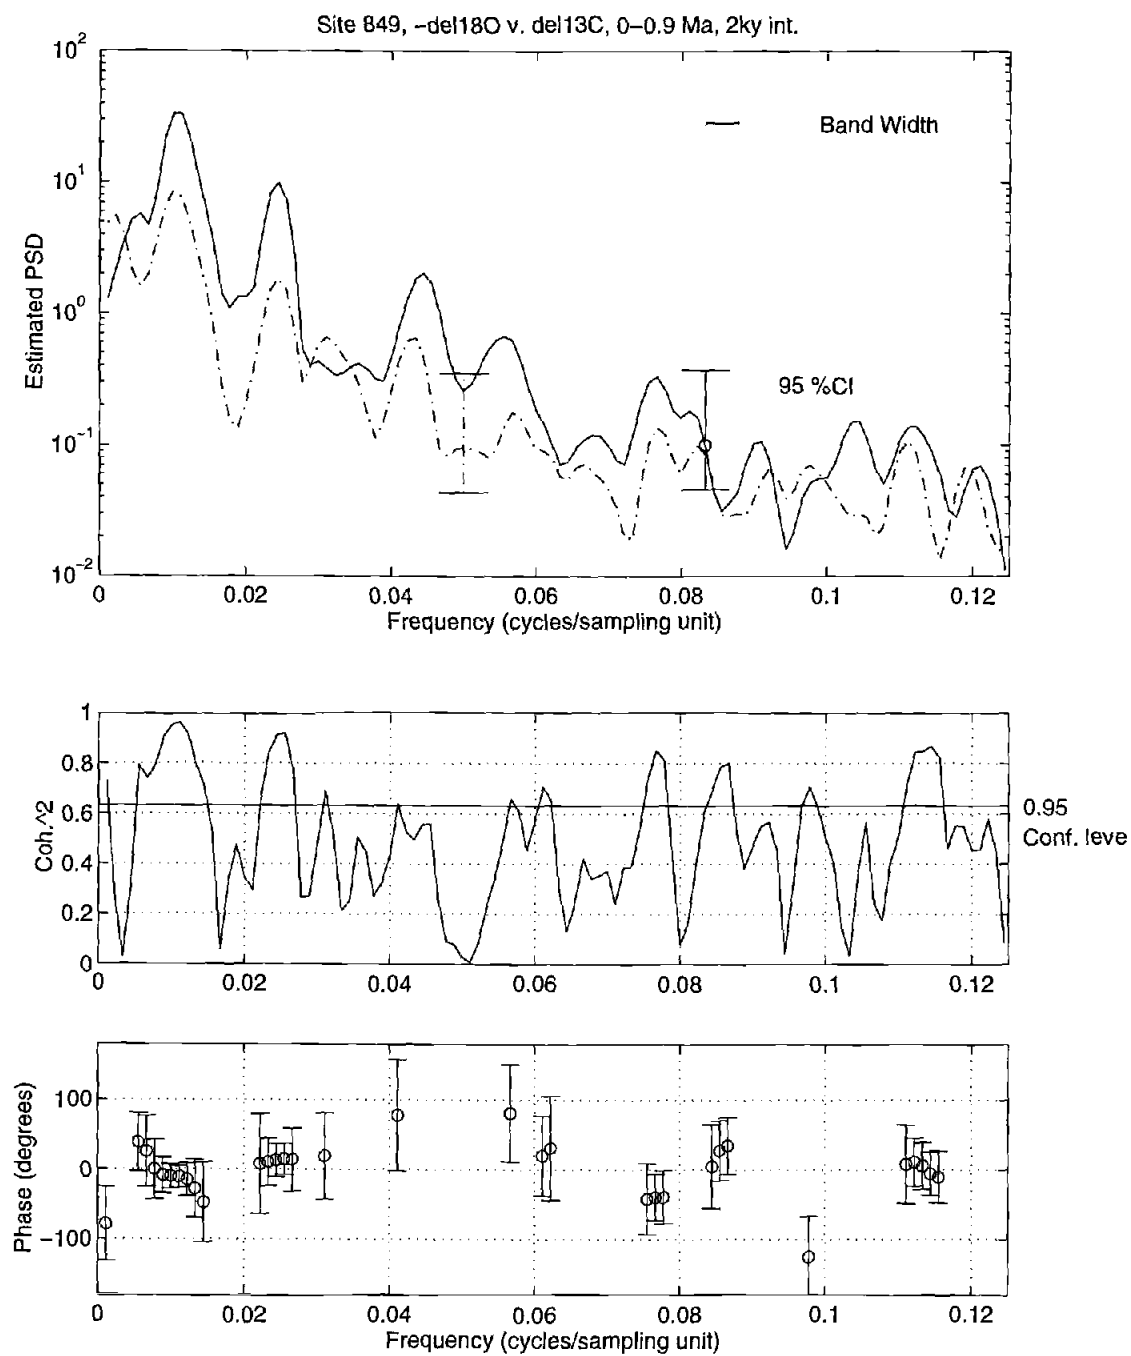 Site 849, -del18O v. del13C, 0-0.9 Ma, 2ky int.
10^2
10^1
10^0
10^-1
10^-2
Estimated PSD
Band Width
95 %CI
0 0.02 0.04 0.06 0.08 0.1 0.12
Frequency (cycles/sampling unit)
1
0.8
0.6
0.4
0.2
0
Coh.^2
0.95
Conf. level
0 0.02 0.04 0.06 0.08 0.1 0.12
100
0
-100
Phase (degrees)
0 0.02 0.04 0.06 0.08 0.1 0.12
Frequency (cycles/sampling unit)